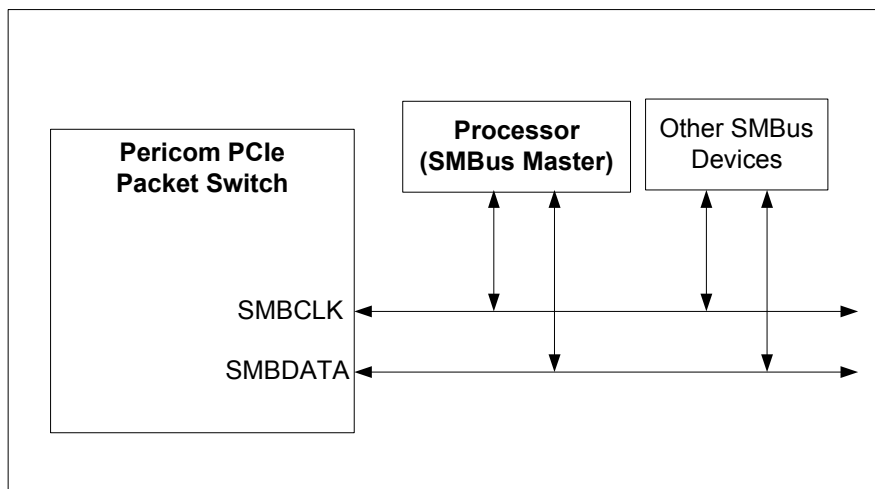 Pericom PCIe
Packet Switch
Processor
(SMBus Master)
Other SMBus
Devices
SMBCLK
SMBDATA